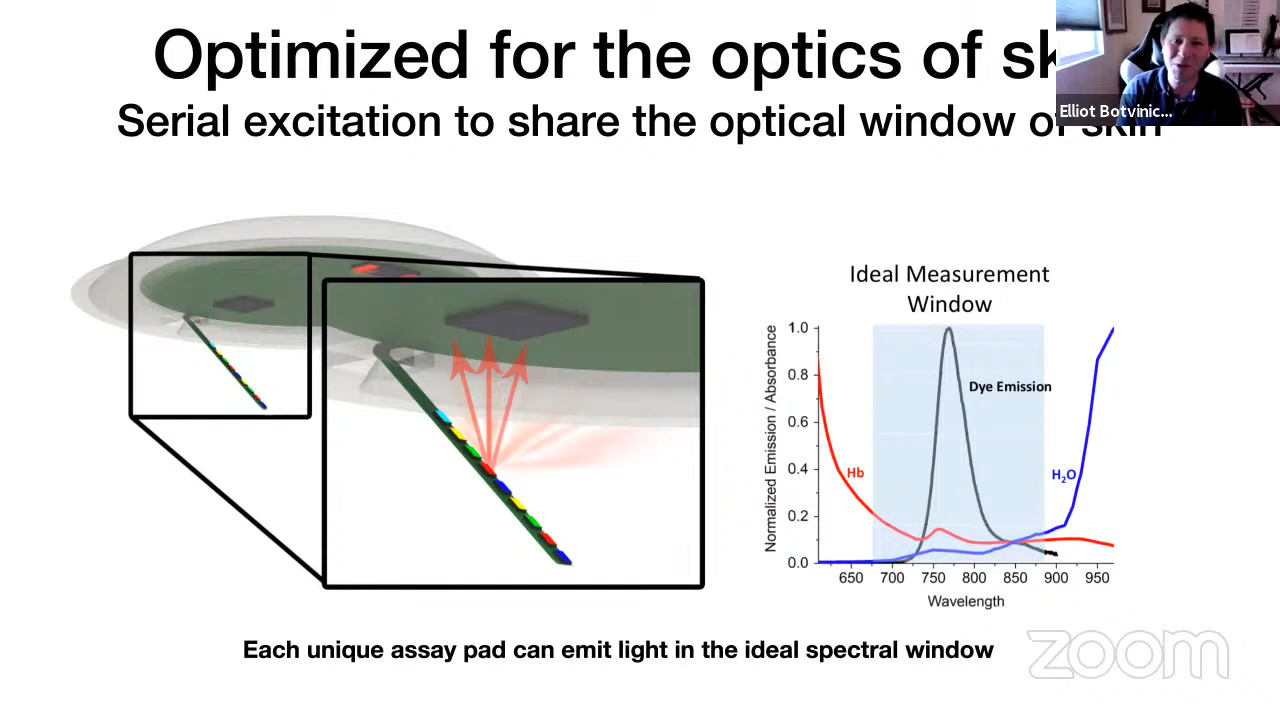 Optimized for the optics of sk
Serial excitation to share the optical window of skin
Elliot Botvinic...
Ideal Measurement
Window
Normalized Emission / Absorbance
1.0
0.8
0.6
0.4
0.2
0.0
Dye Emission
Hb
H₂O
650 700 750 800 850 900 950
Wavelength
Each unique assay pad can emit light in the ideal spectral window
zoom